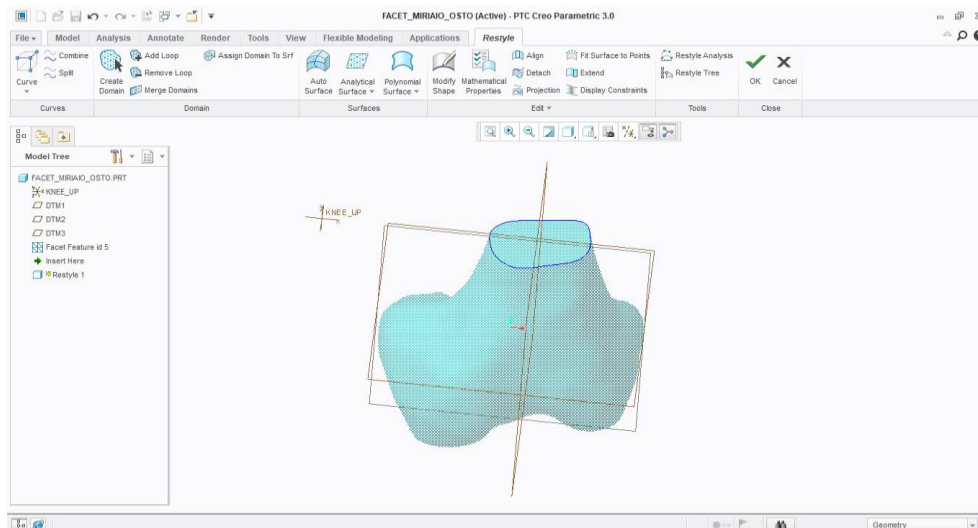 FACET_MIRIAIO_OSTO (Active) - PTC Creo Parametric 3.0
File Model Analysis Annotate Render Tools View Flexible Modeling Applications Restyle
Combine Add Loop Assign Domain To Srf Align Fit Surface to Points Restyle Analysis
Split Remove Loop Detach Extend Restyle Tree
Curve Create Domain Merge Domains Auto Surface Analytical Surface Polynomial Surface Modify Shape Mathematical Properties Projection Display Constraints OK Cancel
Curves Domain Surfaces Edit Tools Close
Model Tree
FACET_MIRIAIO_OSTO.PRT
KNEE_UP
DTM1
DTM2
DTM3
Facet Feature id 5
Insert Here
Restyle 1
KNEE_UP
x
Geometry